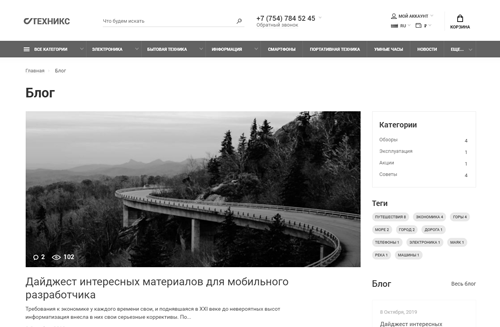 ТЕХНИКС
Что будем искать
+7 (754) 784 52 45
Обратный звонок
МОЙ АККАУНТ
RU
₽
КОРЗИНА
ВСЕ КАТЕГОРИИ
ЭЛЕКТРОНИКА
БЫТОВАЯ ТЕХНИКА
ИНФОРМАЦИЯ
СМАРТФОНЫ
ПОРТАТИВНАЯ ТЕХНИКА
УМНЫЕ ЧАСЫ
НОВОСТИ
ЕЩЕ...
Главная
Блог
Блог
2
102
Дайджест интересных материалов для мобильного
разработчика
Требования к экономике у каждого времени свои, и поднявшаяся в XXI веке до невероятных высот
информатизация внесла в них свои серьезные коррективы. По...
Категории
Обзоры 4
Эксплуатация 1
Акции 1
Советы 4
Теги
ПУТЕШЕСТВИЯ 6 ЭКОНОМИКА 4 ГОРЫ 4
МОРЕ 2 ГОРОД 2 ДОРОГА 1
ТЕЛЕФОНЫ 1 ЭЛЕКТРОНИКА 1 МАЯК 1
РЕКА 1 МАШИНЫ 1
Блог
Весь блог
8 Октября, 2019
Дайджест интересных